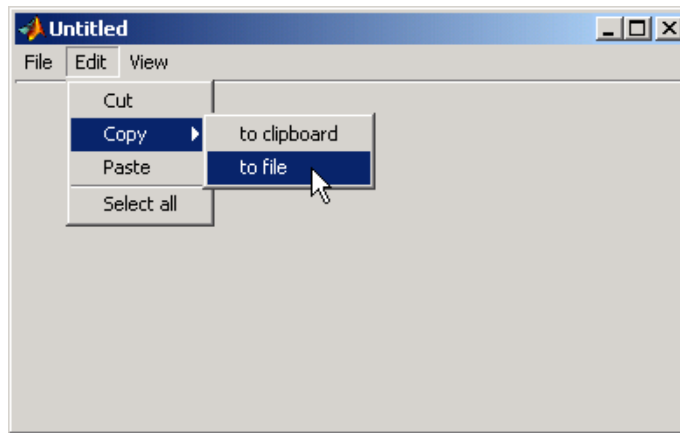 Untitled
File Edit View
Cut
Copy
to clipboard
Paste
to file
Select all